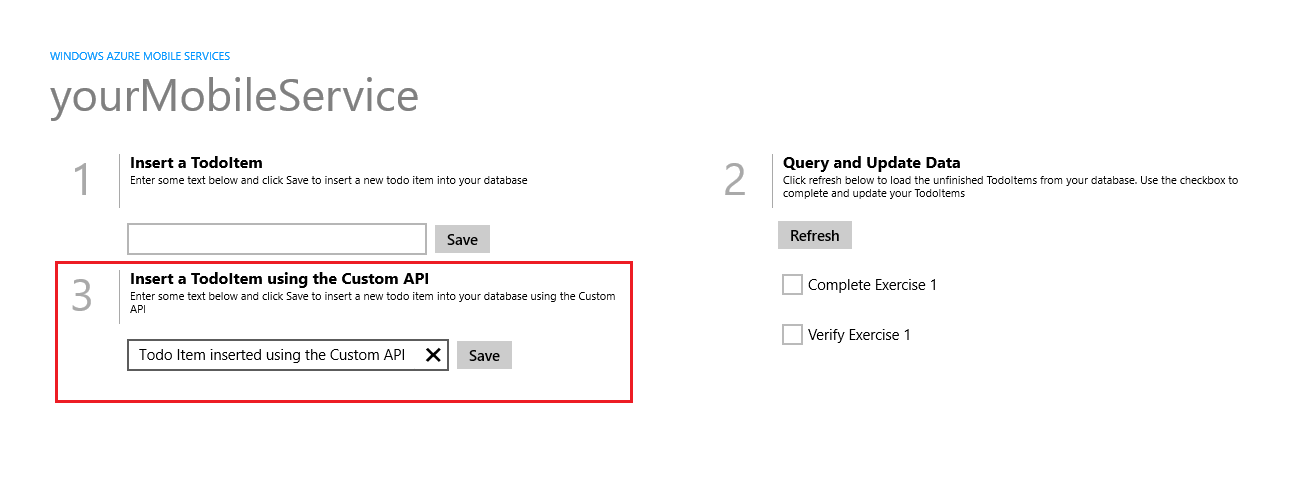 WINDOWS AZURE MOBILE SERVICES
yourMobileService
1
Insert a TodoItem
Enter some text below and click Save to insert a new todo item into your database
Save
3
Insert a TodoItem using the Custom API
Enter some text below and click Save to insert a new todo item into your database using the Custom
API
Todo Item inserted using the Custom API
Save
2
Query and Update Data
Click refresh below to load the unfinished TodoItems from your database. Use the checkbox to
complete and update your TodoItems
Refresh
Complete Exercise 1
Verify Exercise 1